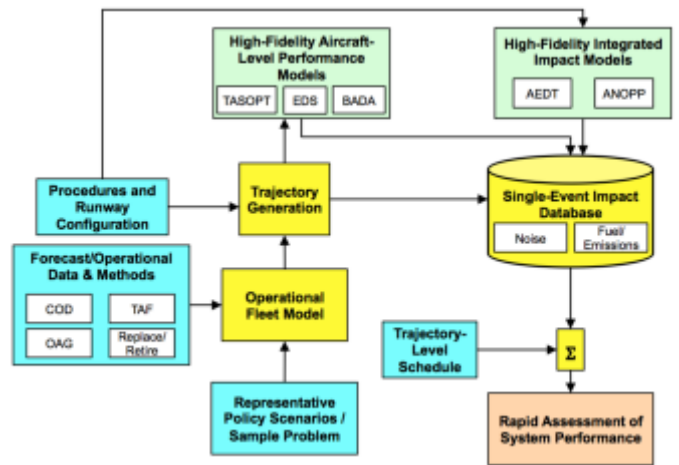 High-Fidelity Aircraft-
Level Performance
Models
TASOPT
EDS
BADA
High-Fidelity Integrated
Impact Models
AEDT
ANOPP
Procedures and
Runway
Configuration
Trajectory
Generation
Single-Event Impact
Database
Noise
Fuel/
Emissions
Forecast/Operational
Data & Methods
COD
TAF
OAG
Replace/
Retire
Operational
Fleet Model
Trajectory-
Level
Schedule
Σ
Representative
Policy Scenarios /
Sample Problem
Rapid Assessment of
System Performance